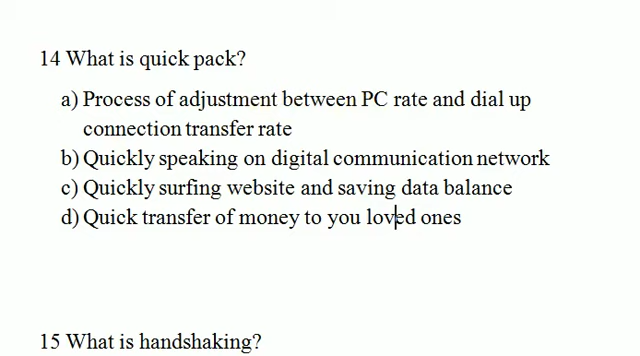 14 What is quick pack?
a) Process of adjustment between PC rate and dial up
connection transfer rate
b) Quickly speaking on digital communication network
c) Quickly surfing website and saving data balance
d) Quick transfer of money to you loved ones
15 What is handshaking?